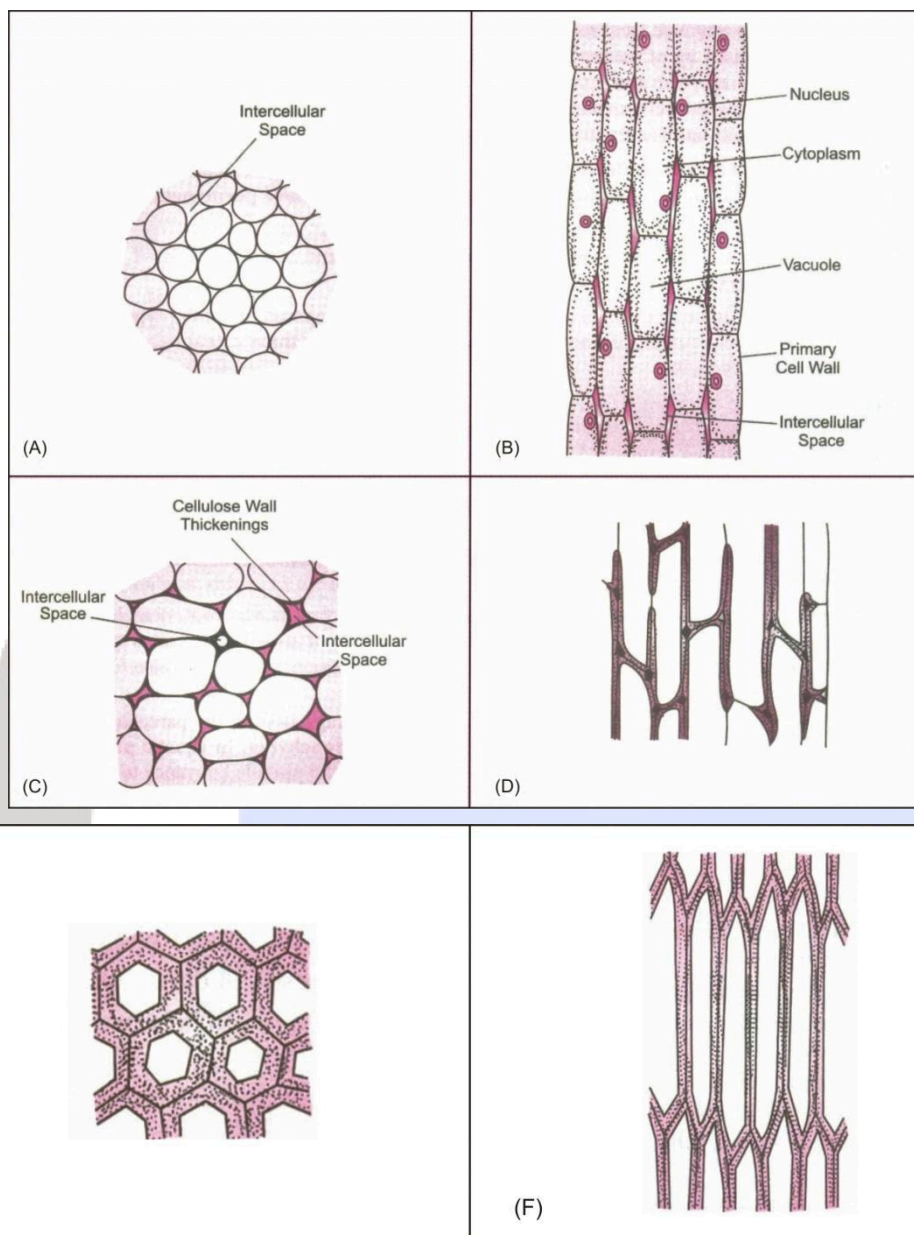 Intercellular
Space
(A)
Nucleus
Cytoplasm
Vacuole
Primary
Cell Wall
Intercellular
Space
(B)
Cellulose Wall
Thickenings
Intercellular
Space
Intercellular
Space
(C)
(D)
(F)